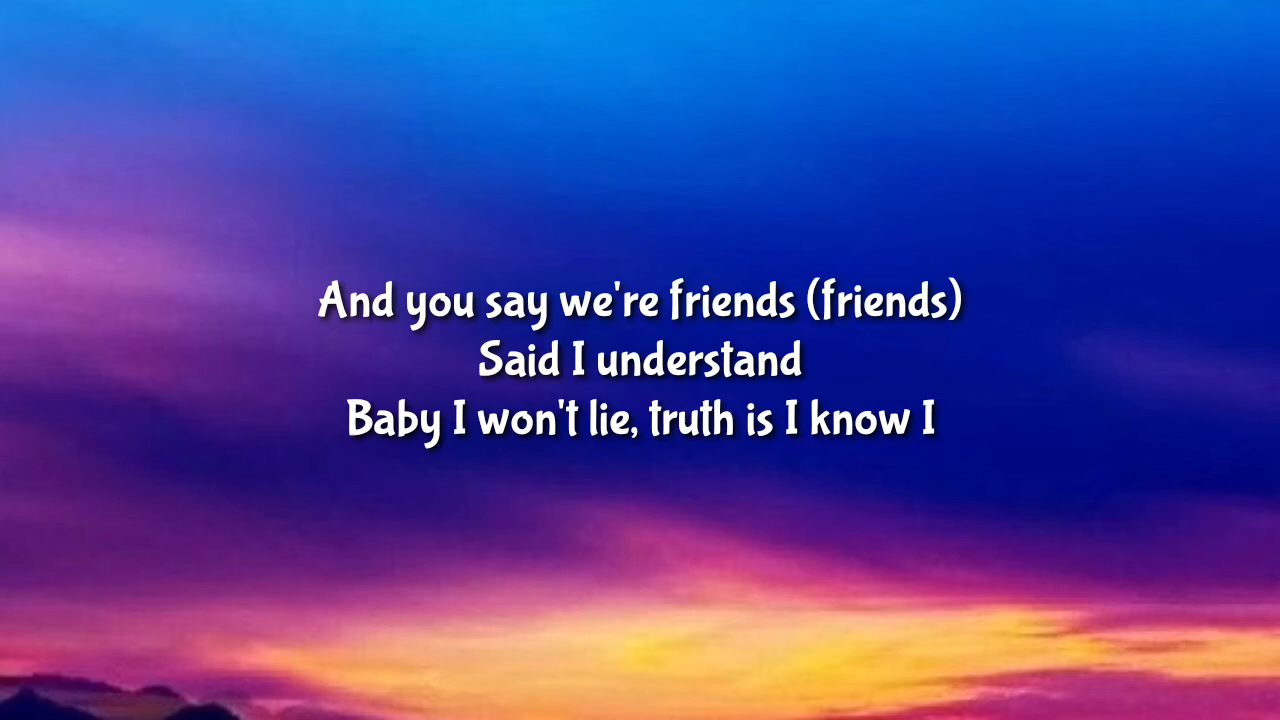 And you say we're friends (friends)
Said I understand
Baby I won't lie, truth is I know I